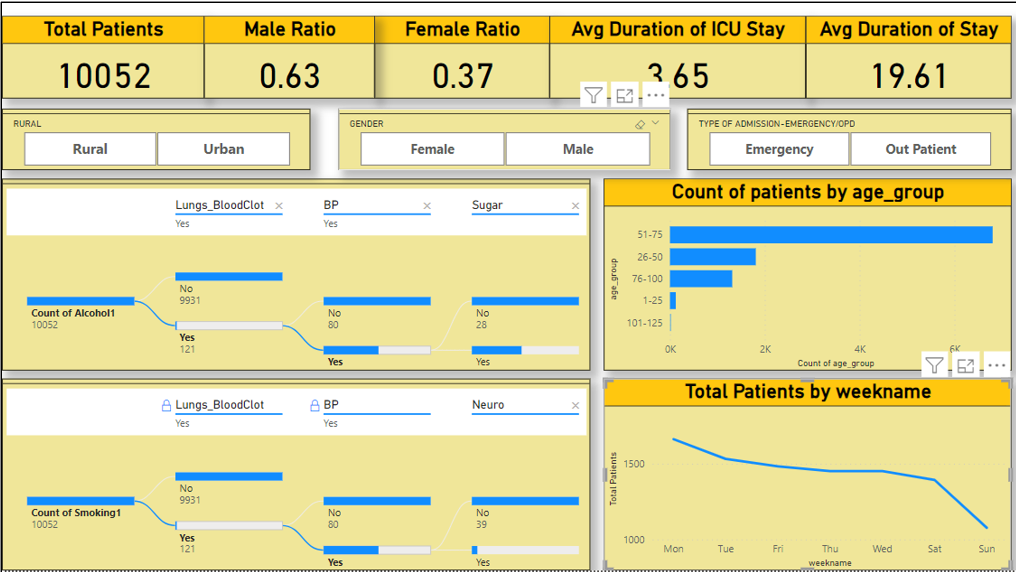 Total Patients
Male Ratio
Female Ratio
Avg Duration of ICU Stay
Avg Duration of Stay
10052
0.63
0.37
3.65
19.61
RURAL
Rural
Urban
GENDER
Female
Male
TYPE OF ADMISSION-EMERGENCY/OPD
Emergency
Out Patient
Lungs_BloodClot
Yes
BP
Yes
Sugar
Count of Alcohol1
10052
No
9931
Yes
121
No
80
Yes
No
28
Yes
Count of patients by age_group
age_group
51-75
26-50
76-100
1-25
101-125
0K
2K
4K
6K
Count of age_group
Lungs_BloodClot
Yes
BP
Yes
Neuro
Count of Smoking1
10052
No
9931
Yes
121
No
80
Yes
No
39
Yes
Total Patients by weekname
Total Patients
1500
1000
Mon
Tue
Fri
Thu
Wed
Sat
Sun
weekname